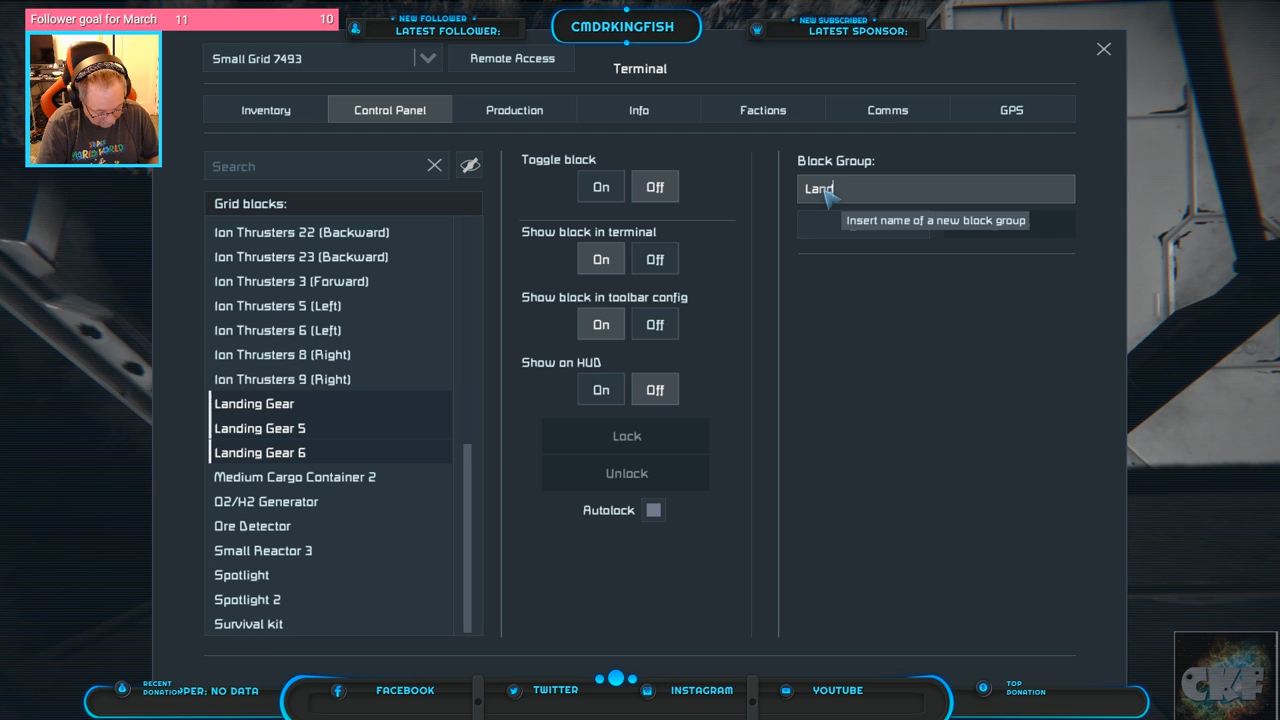 Follower goal for March 11 10
NEW FOLLOWER
LATEST FOLLOWER:
CMDRKINGFISH
NEW SUBSCRIBER
LATEST SPONSOR:
Small Grid 7493
Remote Access
Terminal
Inventory
Control Panel
Production
Info
Factions
Comms
GPS
Search
Grid blocks:
Ion Thrusters 22 (Backward)
Ion Thrusters 23 (Backward)
Ion Thrusters 3 (Forward)
Ion Thrusters 5 (Left)
Ion Thrusters 6 (Left)
Ion Thrusters 8 (Right)
Ion Thrusters 9 (Right)
Landing Gear
Landing Gear 5
Landing Gear 6
Medium Cargo Container 2
O2/H2 Generator
Ore Detector
Small Reactor 3
Spotlight
Spotlight 2
Survival kit
Toggle block
On Off
Show block in terminal
On Off
Show block in toolbar config
On Off
Show on HUD
On Off
Lock
Unlock
Autolock
Block Group:
Land
Insert name of a new block group
RECENT
DONATION
PER: NO DATA
FACEBOOK
TWITTER
INSTAGRAM
YOUTUBE
TOP
DONATION
CKF